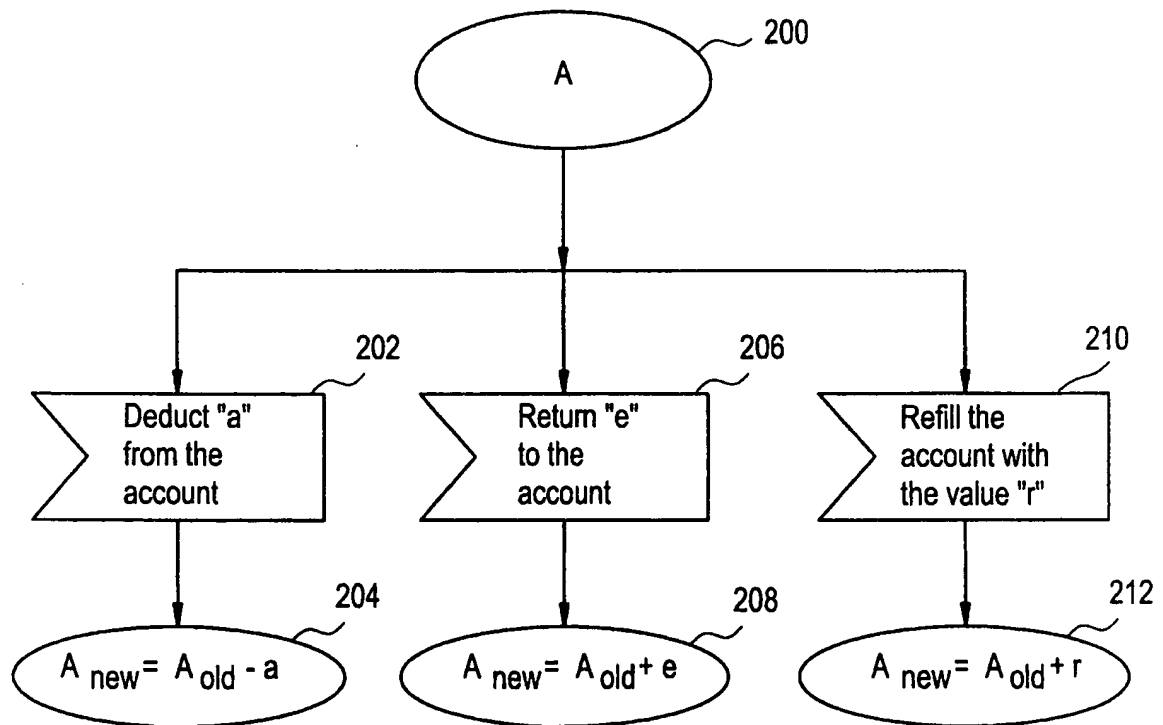 200
A
202
206
210
Deduct "a"
from the
account
Return "e"
to the
account
Refill the
account with
the value "r"
204
208
212
A new = A old - a
A new = A old + e
A new = A old + r